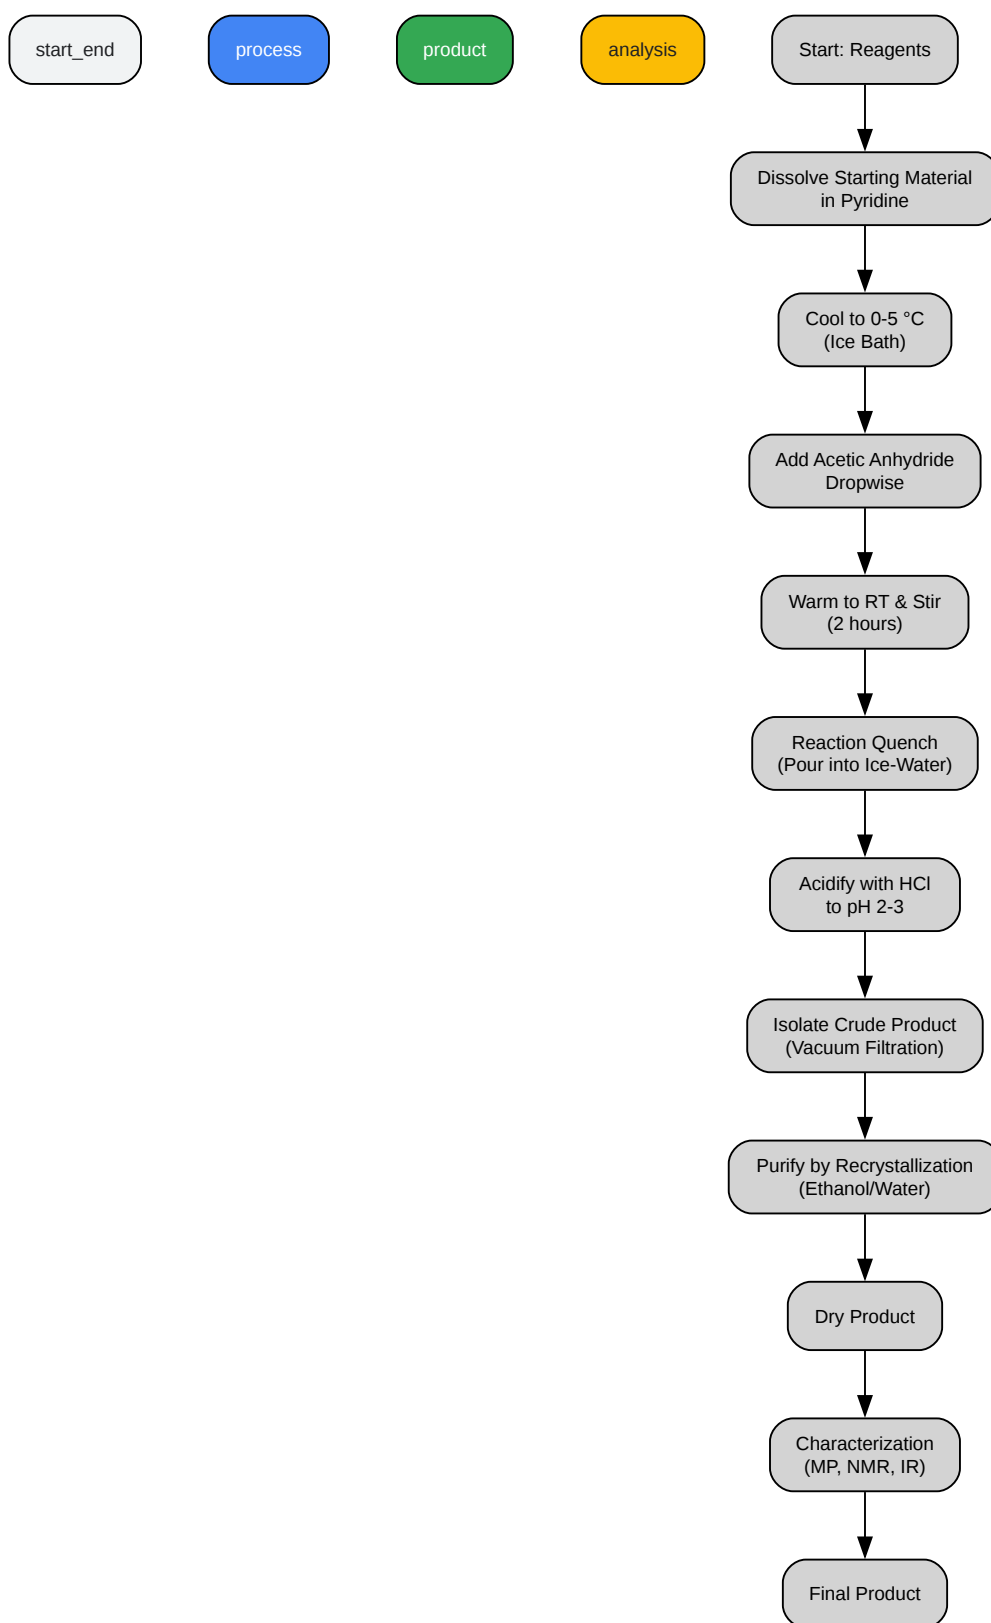 start_end
process
product
analysis
Start: Reagents
Dissolve Starting Material
in Pyridine
Cool to 0-5 °C
(Ice Bath)
Add Acetic Anhydride
Dropwise
Warm to RT & Stir
(2 hours)
Reaction Quench
(Pour into Ice-Water)
Acidify with HCl
to pH 2-3
Isolate Crude Product
(Vacuum Filtration)
Purify by Recrystallization
(Ethanol/Water)
Dry Product
Characterization
(MP, NMR, IR)
Final Product